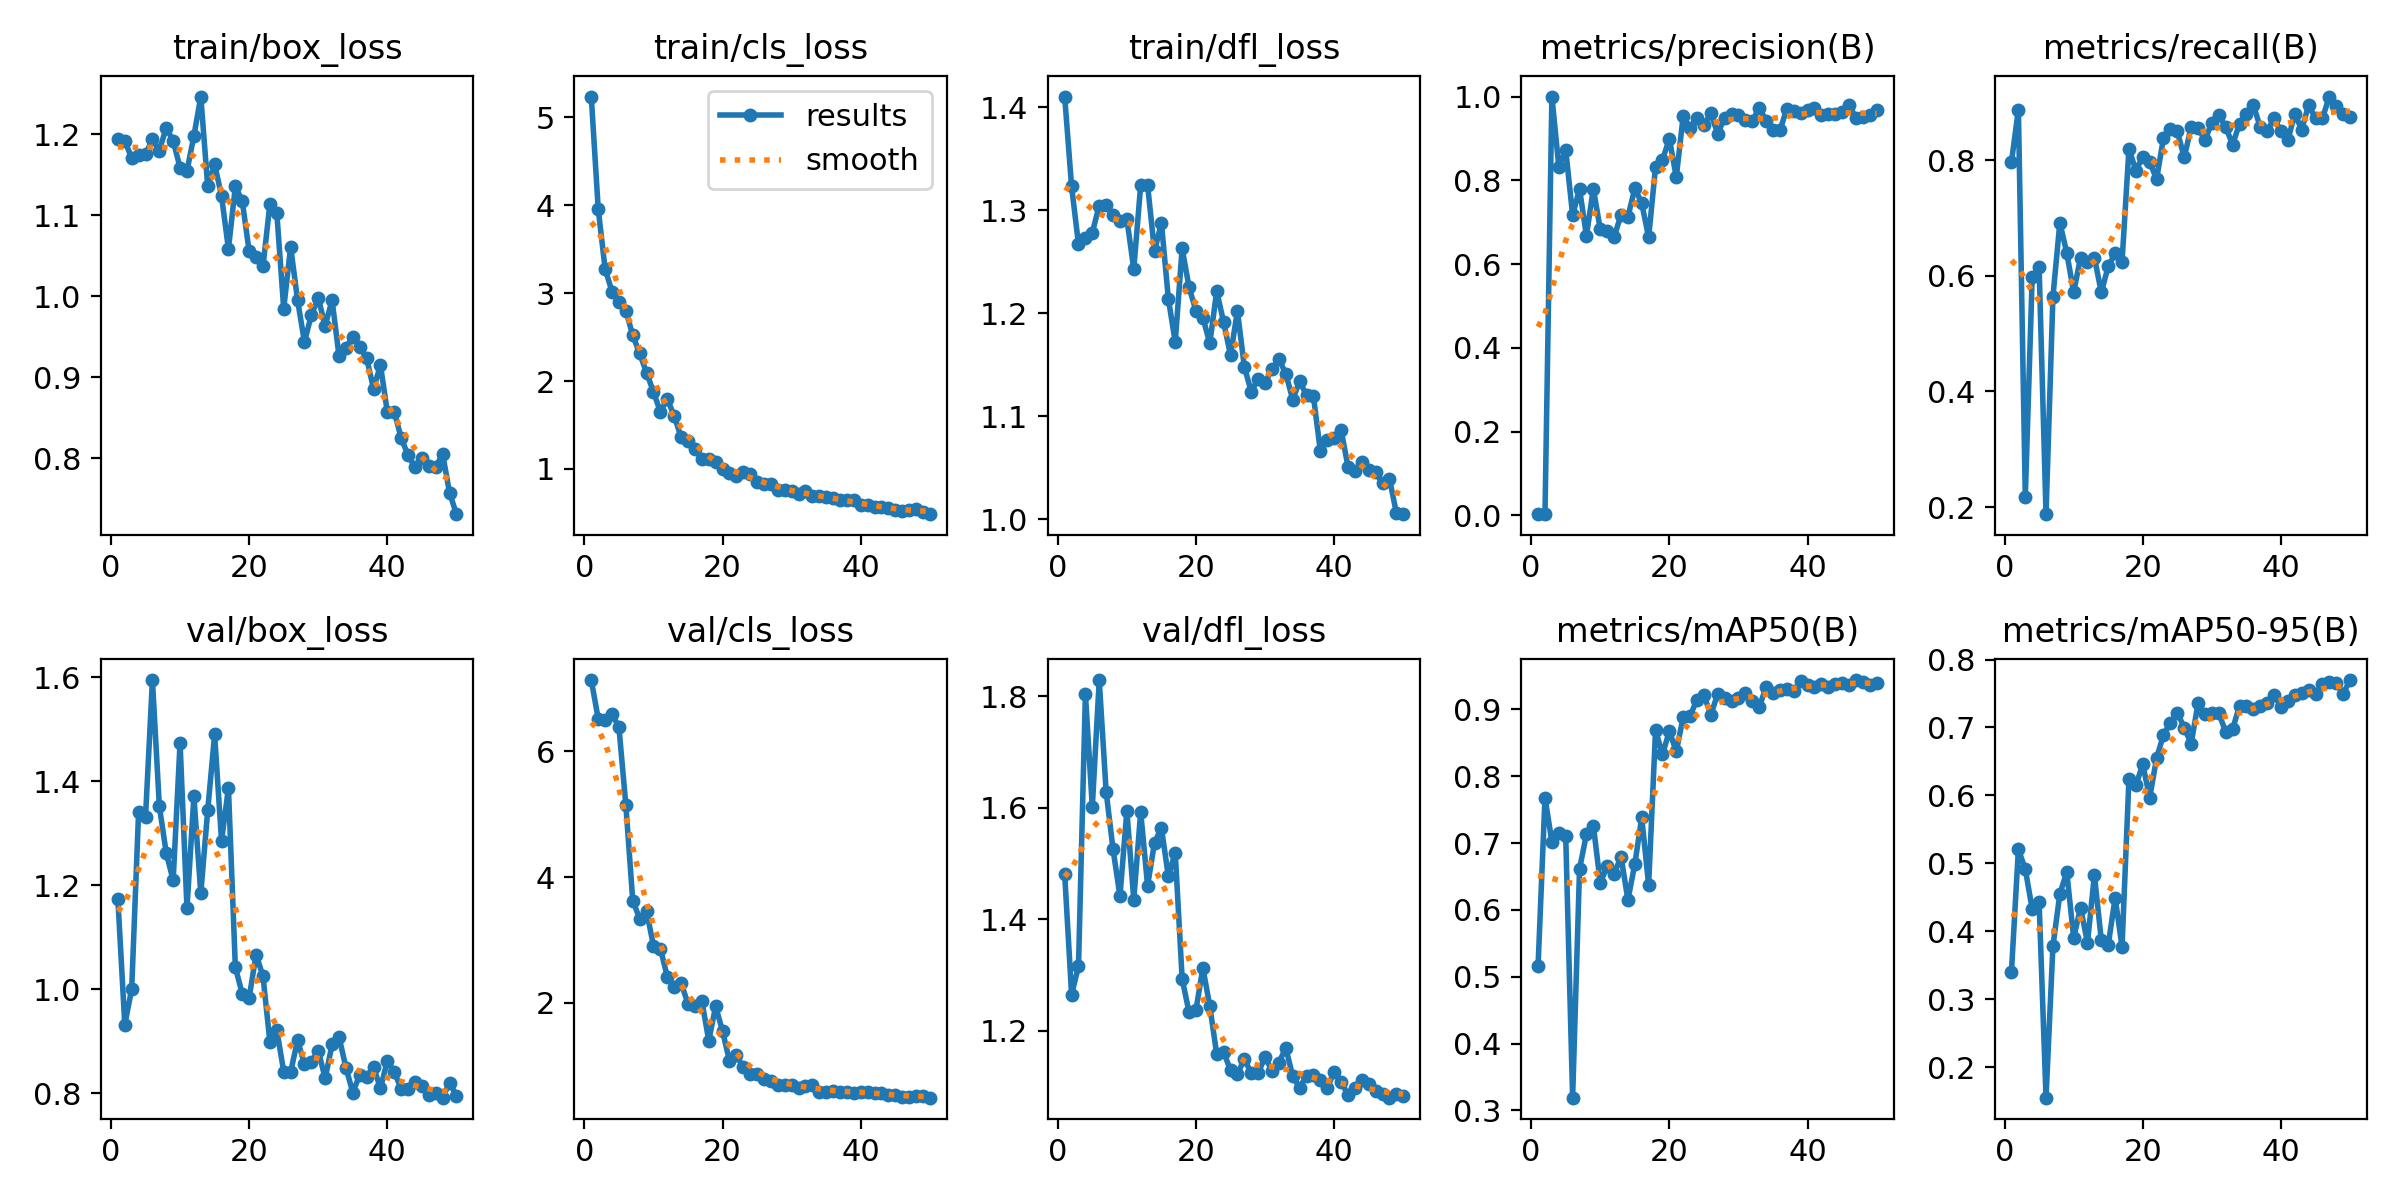 train/box_loss
1.2
1.1
1.0
0.9
0.8
0 20 40
train/cls_loss
results
smooth
5
4
3
2
1
0 20 40
train/dfl_loss
1.4
1.3
1.2
1.1
1.0
0 20 40
metrics/precision(B)
1.0
0.8
0.6
0.4
0.2
0.0
0 20 40
metrics/recall(B)
0.8
0.6
0.4
0.2
0 20 40
val/box_loss
1.6
1.4
1.2
1.0
0.8
0 20 40
val/cls_loss
6
4
2
0 20 40
val/dfl_loss
1.8
1.6
1.4
1.2
0 20 40
metrics/mAP50(B)
0.9
0.8
0.7
0.6
0.5
0.4
0.3
0 20 40
metrics/mAP50-95(B)
0.8
0.7
0.6
0.5
0.4
0.3
0.2
0 20 40